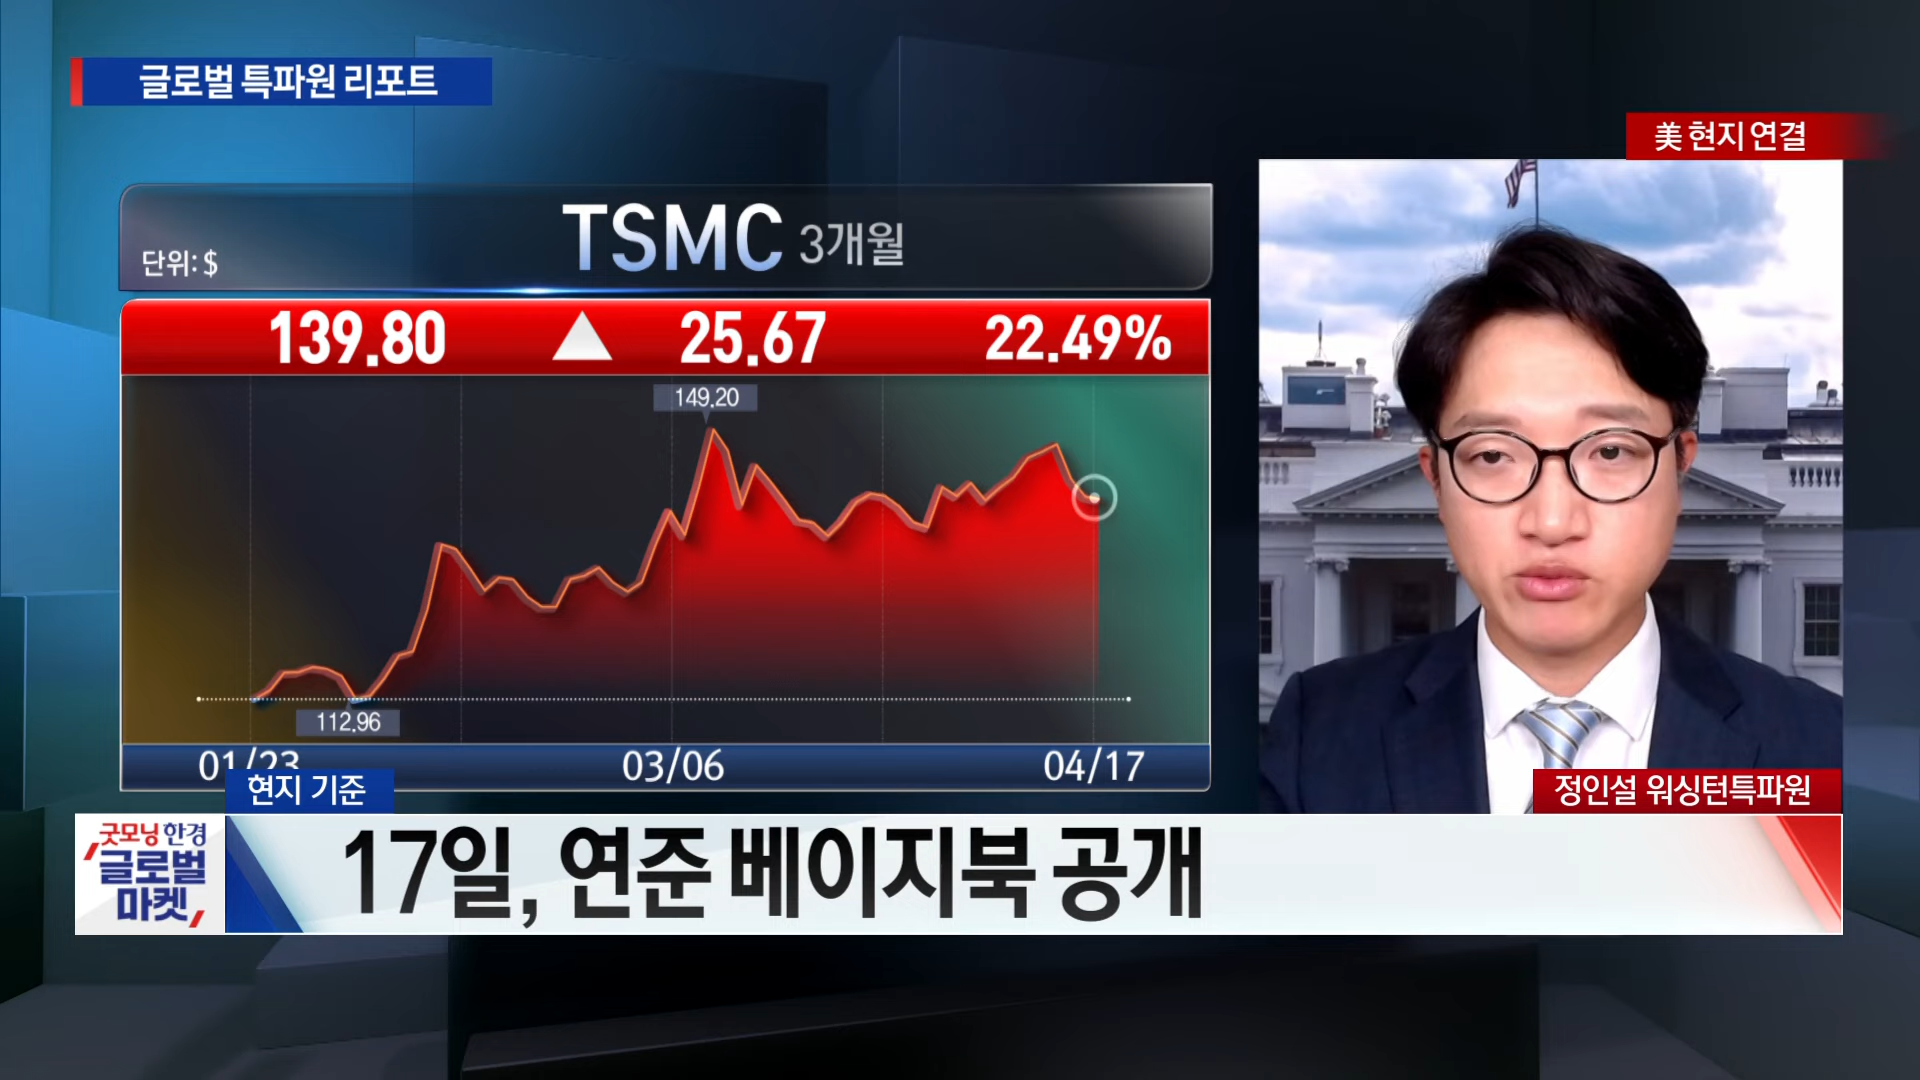 글로벌 특파원 리포트
美 현지 연결
TSMC 3개월
단위: $
139.80 ▲ 25.67 22.49%
149.20
112.96
01/23 03/06 04/17
현지 기준
정인설 워싱턴특파원
굿모닝 한경
글로벌
마켓
17일, 연준 베이지북 공개